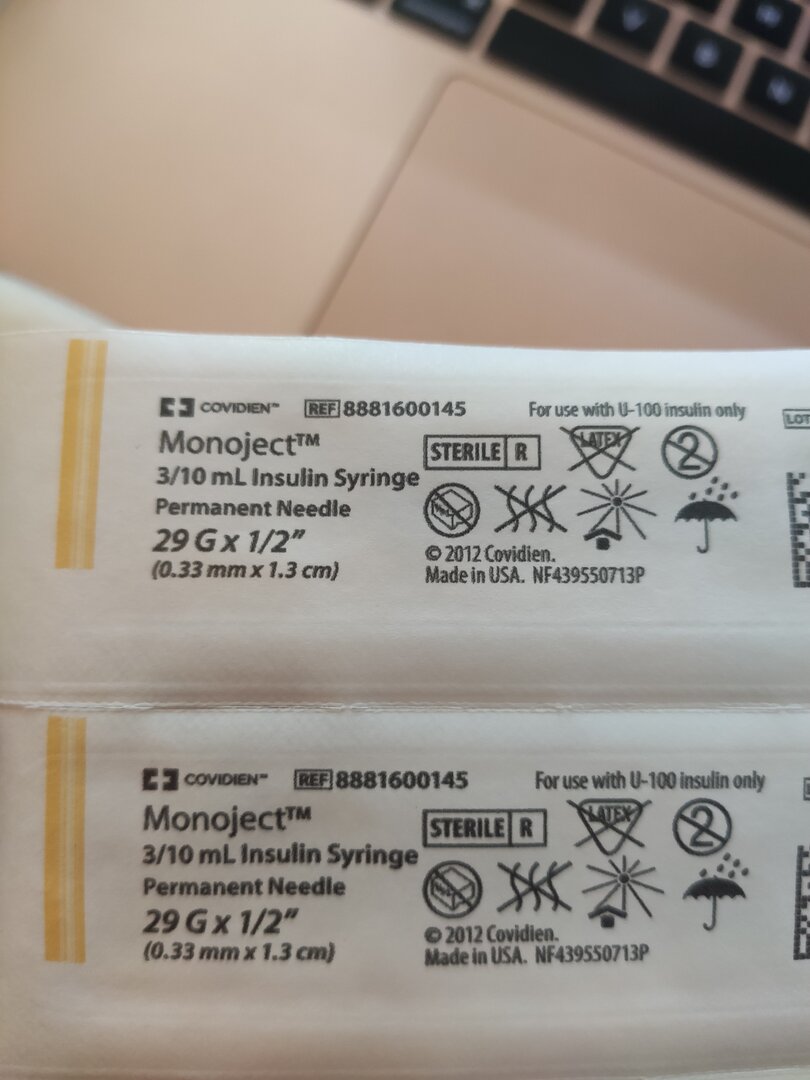 COVIDIEN™ REF 8881600145 For use with U-100 insulin only
LOT
Monoject™
STERILE R LATEX 2
3/10 mL Insulin Syringe
Permanent Needle
29 G x 1/2”
(0.33 mm x 1.3 cm)
© 2012 Covidien.
Made in USA. NF439550713P
COVIDIEN™ REF 8881600145 For use with U-100 insulin only
Monoject™
STERILE R LATEX 2
3/10 mL Insulin Syringe
Permanent Needle
29 G x 1/2”
(0.33 mm x 1.3 cm)
© 2012 Covidien.
Made in USA. NF439550713P